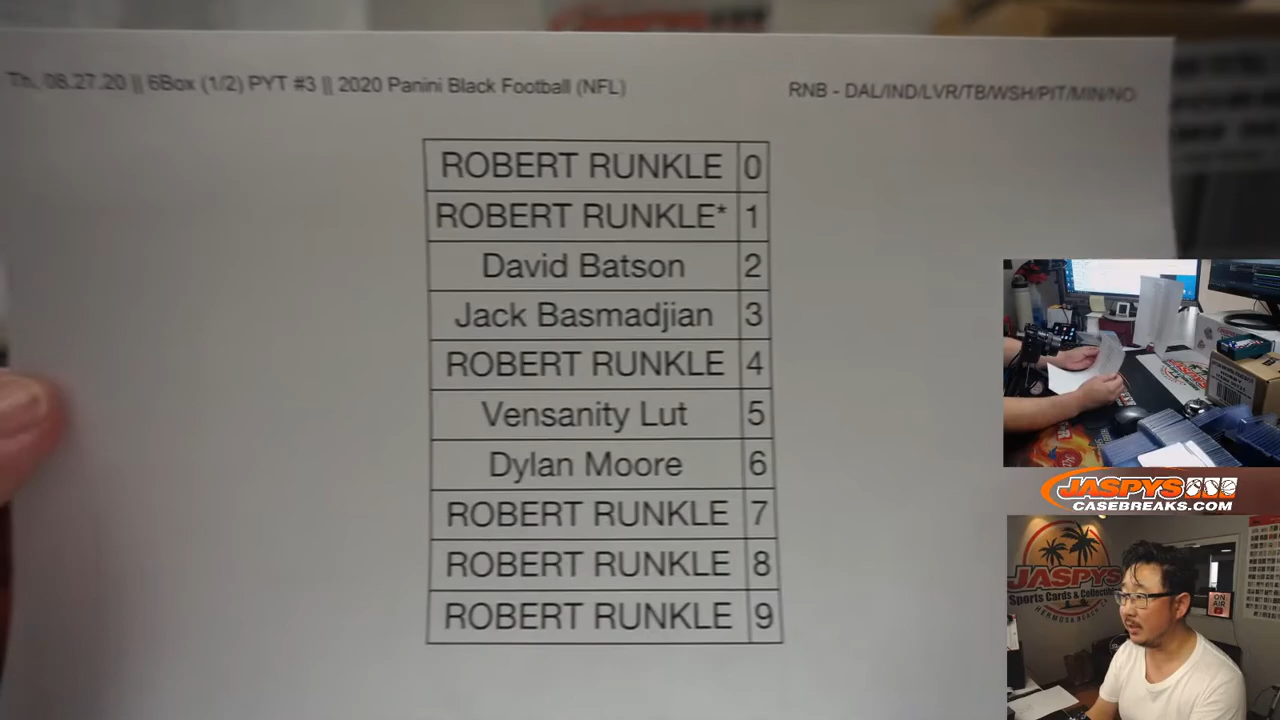 Th, 08.27.20 || 6Box (1/2) PYT #3 || 2020 Panini Black Football (NFL)
RNB - DAL/IND/LVR/TB/WSH/PIT/MIN/NO
ROBERT RUNKLE 0
ROBERT RUNKLE* 1
David Batson 2
Jack Basmadjian 3
ROBERT RUNKLE 4
Vensanity Lut 5
Dylan Moore 6
ROBERT RUNKLE 7
ROBERT RUNKLE 8
ROBERT RUNKLE 9
JASPYS
CASEBREAKS.COM
JASPYS
Sports Cards & Collectibles
HERMOSA BEACH, CA
ON
AIR